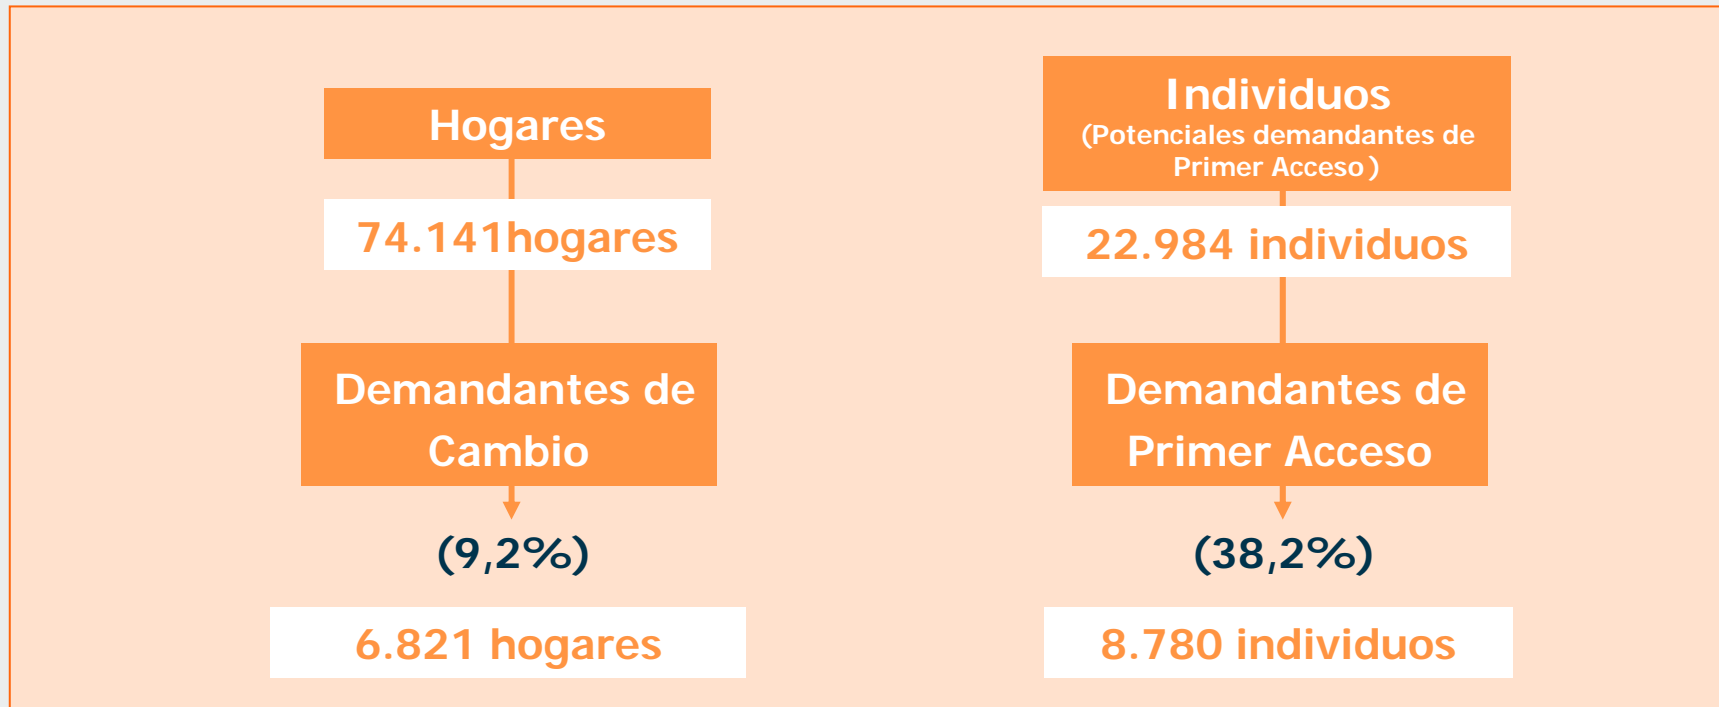 Hogares
74.141hogares
Demandantes de
Cambio
(9,2%)
6.821 hogares
Individuos
(Potenciales demandantes de
Primer Acceso)
22.984 individuos
Demandantes de
Primer Acceso
(38,2%)
8.780 individuos